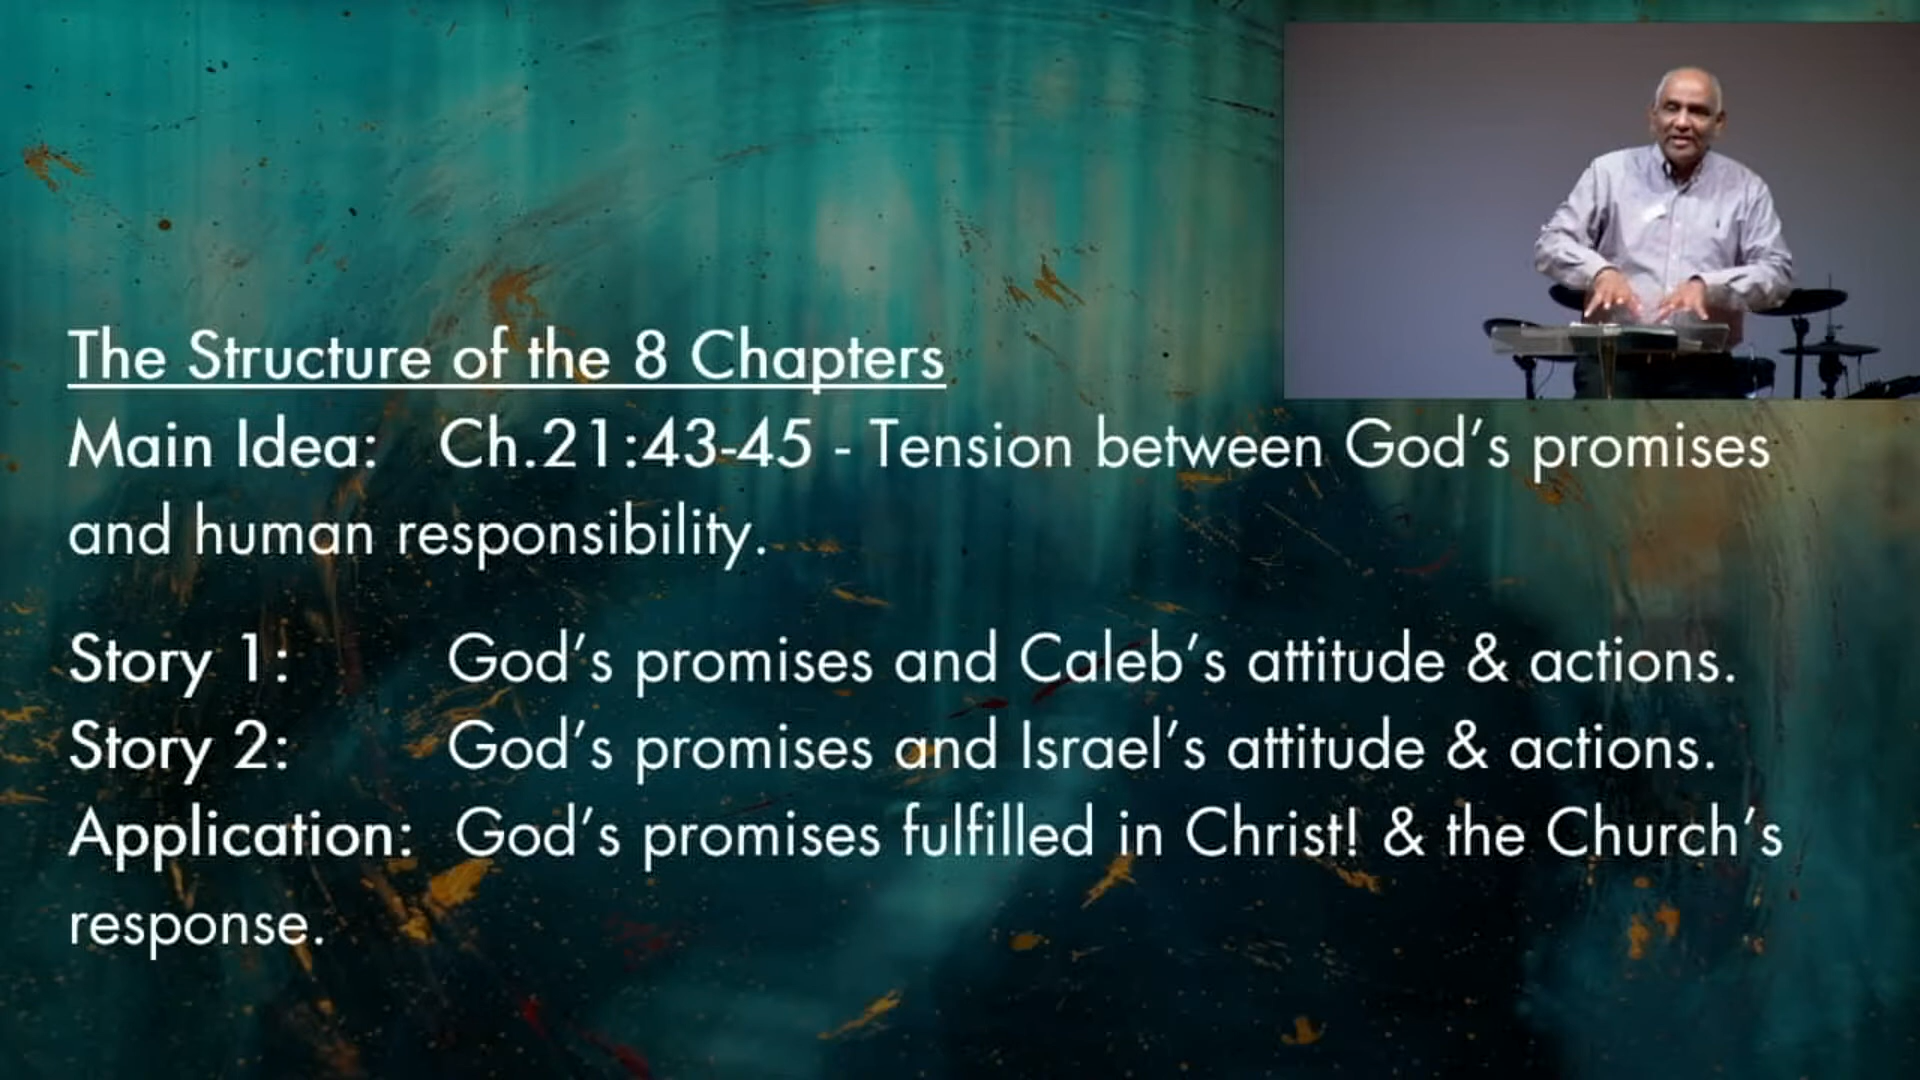 The Structure of the 8 Chapters
Main Idea: Ch.21:43-45 - Tension between God’s promises
and human responsibility.
Story 1: God’s promises and Caleb’s attitude & actions.
Story 2: God’s promises and Israel’s attitude & actions.
Application: God’s promises fulfilled in Christ! & the Church’s
response.